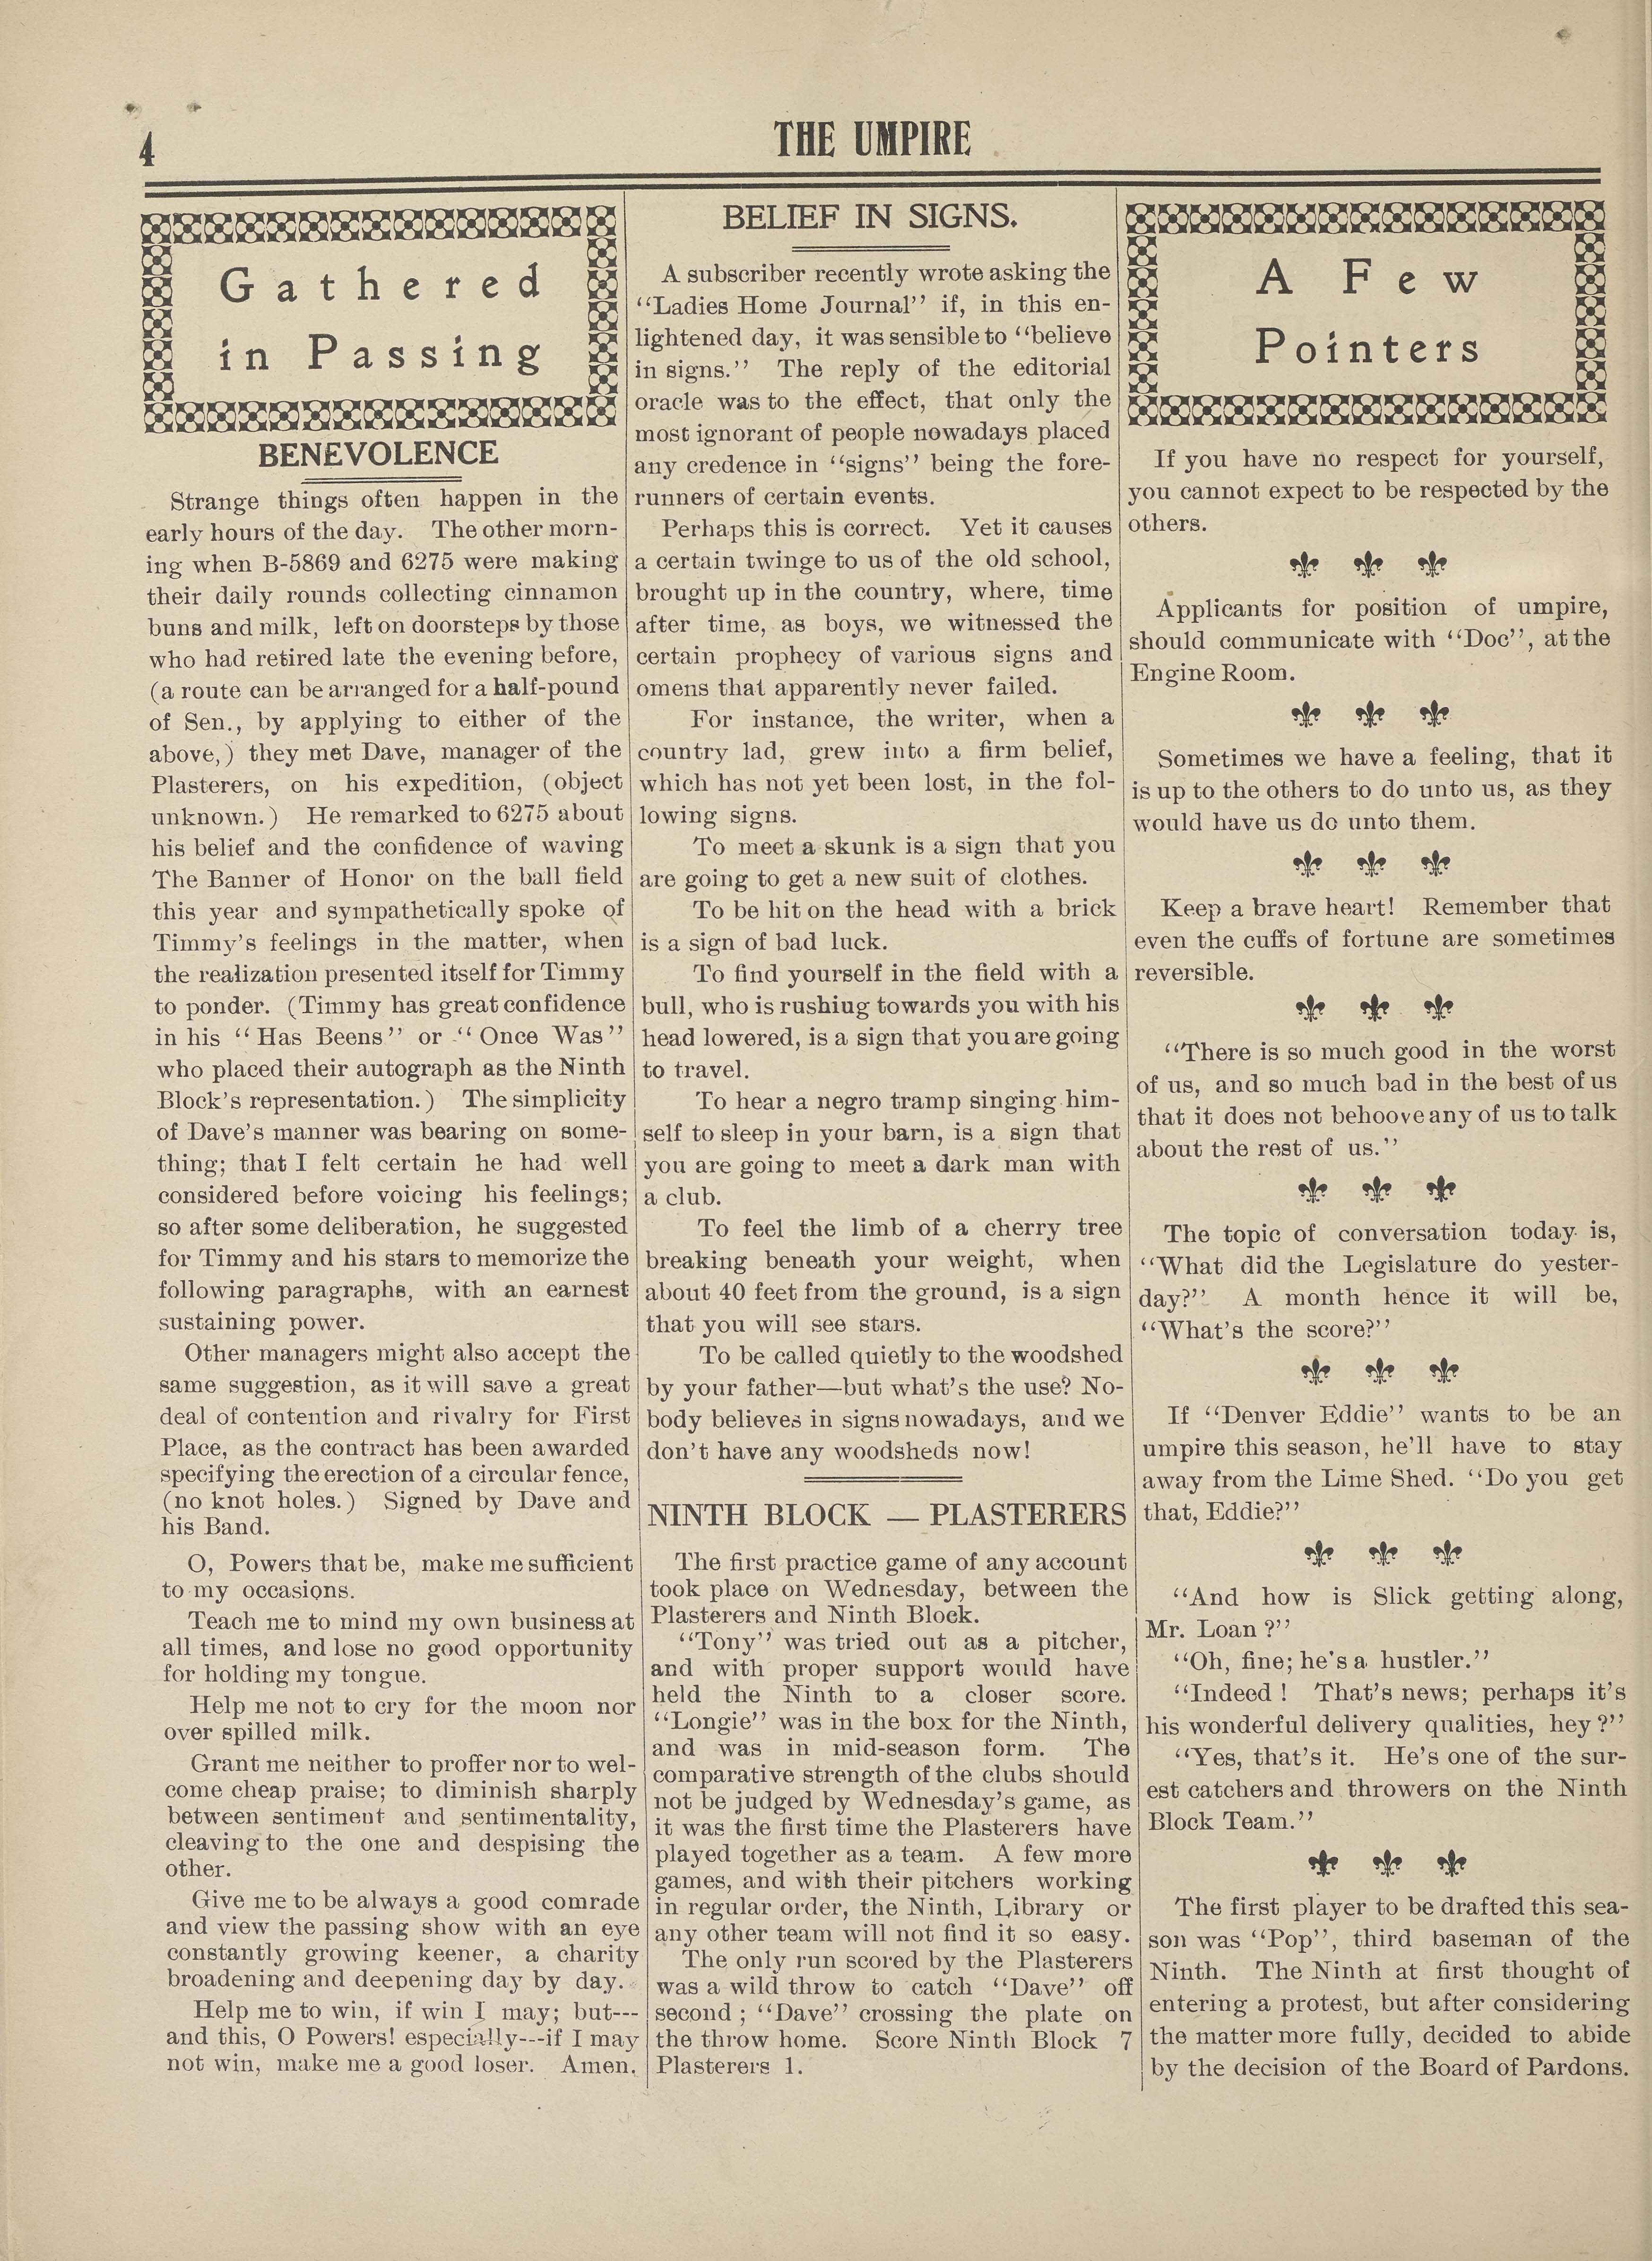 4
THE UMPIRE
Gathered
in Passing
BENEVOLENCE
Strange things often happen in the
early hours of the day. The other morn-
ing when B-5869 and 6275 were making
their daily rounds collecting cinnamon
buns and milk, left on doorsteps by those
who had retired late the evening before,
(a route can be arranged for a half-pound
of Sen., by applying to either of the
above,) they met Dave, manager of the
Plasterers, on his expedition, (object
unknown.) He remarked to 6275 about
his belief and the confidence of waving
The Banner of Honor on the ball field
this year and sympathetically spoke of
Timmy's feelings in the matter, when
the realization presented itself for Timmy
to ponder. (Timmy has great confidence
in his "Has Beens" or "Once Was"
who placed their autograph as the Ninth
Block's representation.) The simplicity
of Dave's manner was bearing on some-
thing; that I felt certain he had well
considered before voicing his feelings;
so after some deliberation, he suggested
for Timmy and his stars to memorize the
following paragraphs, with an earnest
sustaining power.
Other managers might also accept the
same suggestion, as it will save a great
deal of contention and rivalry for First
Place, as the contract has been awarded
specifying the erection of a circular fence,
(no knot holes.) Signed by Dave and
his Band.
O, Powers that be, make me sufficient
to my occasions.
Teach me to mind my own business at
all times, and lose no good opportunity
for holding my tongue.
Help me not to cry for the moon nor
over spilled milk.
Grant me neither to proffer nor to wel-
come cheap praise; to diminish sharply
between sentiment and sentimentality,
cleaving to the one and despising the
other.
Give me to be always a good comrade
and view the passing show with an eye
constantly growing keener, a charity
broadening and deepening day by day.
Help me to win, if win I may; but---
and this, O Powers! especially---if I may
not win, make me a good loser. Amen.
BELIEF IN SIGNS.
A subscriber recently wrote asking the
"Ladies Home Journal" if, in this en-
lightened day, it was sensible to "believe
in signs." The reply of the editorial
oracle was to the effect, that only the
most ignorant of people nowadays placed
any credence in "signs" being the fore-
runners of certain events.
Perhaps this is correct. Yet it causes
a certain twinge to us of the old school,
brought up in the country, where, time
after time, as boys, we witnessed the
certain prophecy of various signs and
omens that apparently never failed.
For instance, the writer, when a
country lad, grew into a firm belief,
which has not yet been lost, in the fol-
lowing signs.
To meet a skunk is a sign that you
are going to get a new suit of clothes.
To be hit on the head with a brick
is a sign of bad luck.
To find yourself in the field with a
bull, who is rushiug towards you with his
head lowered, is a sign that you are going
to travel.
To hear a negro tramp singing him-
self to sleep in your barn, is a sign that
you are going to meet a dark man with
a club.
To feel the limb of a cherry tree
breaking beneath your weight, when
about 40 feet from the ground, is a sign
that you will see stars.
To be called quietly to the woodshed
by your father—but what's the use? No-
body believes in signs nowadays, and we
don't have any woodsheds now!
NINTH BLOCK — PLASTERERS
The first practice game of any account
took place on Wednesday, between the
Plasterers and Ninth Block.
"Tony" was tried out as a pitcher,
and with proper support would have
held the Ninth to a closer score.
"Longie" was in the box for the Ninth,
and was in mid-season form. The
comparative strength of the clubs should
not be judged by Wednesday's game, as
it was the first time the Plasterers have
played together as a team. A few more
games, and with their pitchers working
in regular order, the Ninth, Library or
any other team will not find it so easy.
The only run scored by the Plasterers
was a wild throw to catch "Dave" off
second; "Dave" crossing the plate on
the throw home. Score Ninth Block 7
Plasterers 1.
A Few
Pointers
If you have no respect for yourself,
you cannot expect to be respected by the
others.
Applicants for position of umpire,
should communicate with "Doc", at the
Engine Room.
Sometimes we have a feeling, that it
is up to the others to do unto us, as they
would have us do unto them.
Keep a brave heart! Remember that
even the cuffs of fortune are sometimes
reversible.
"There is so much good in the worst
of us, and so much bad in the best of us
that it does not behoove any of us to talk
about the rest of us."
The topic of conversation today is,
"What did the Legislature do yester-
day?" A month hence it will be,
"What's the score?"
If "Denver Eddie" wants to be an
umpire this season, he'll have to stay
away from the Lime Shed. "Do you get
that, Eddie?"
"And how is Slick getting along,
Mr. Loan?"
"Oh, fine; he's a hustler."
"Indeed! That's news; perhaps it's
his wonderful delivery qualities, hey?"
"Yes, that's it. He's one of the sur-
est catchers and throwers on the Ninth
Block Team."
The first player to be drafted this sea-
son was "Pop", third baseman of the
Ninth. The Ninth at first thought of
entering a protest, but after considering
the matter more fully, decided to abide
by the decision of the Board of Pardons.